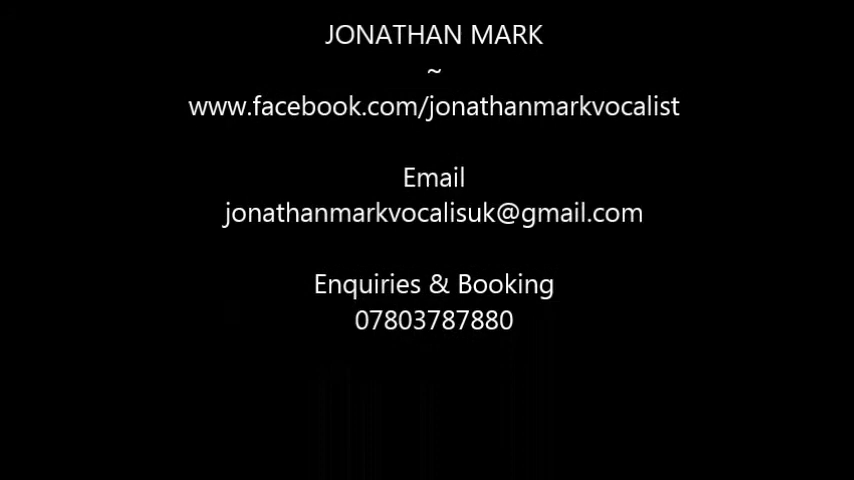 JONATHAN MARK
~
www.facebook.com/jonathanmarkvocalist
Email
jonathanmarkvocalisuk@gmail.com
Enquiries & Booking
07803787880